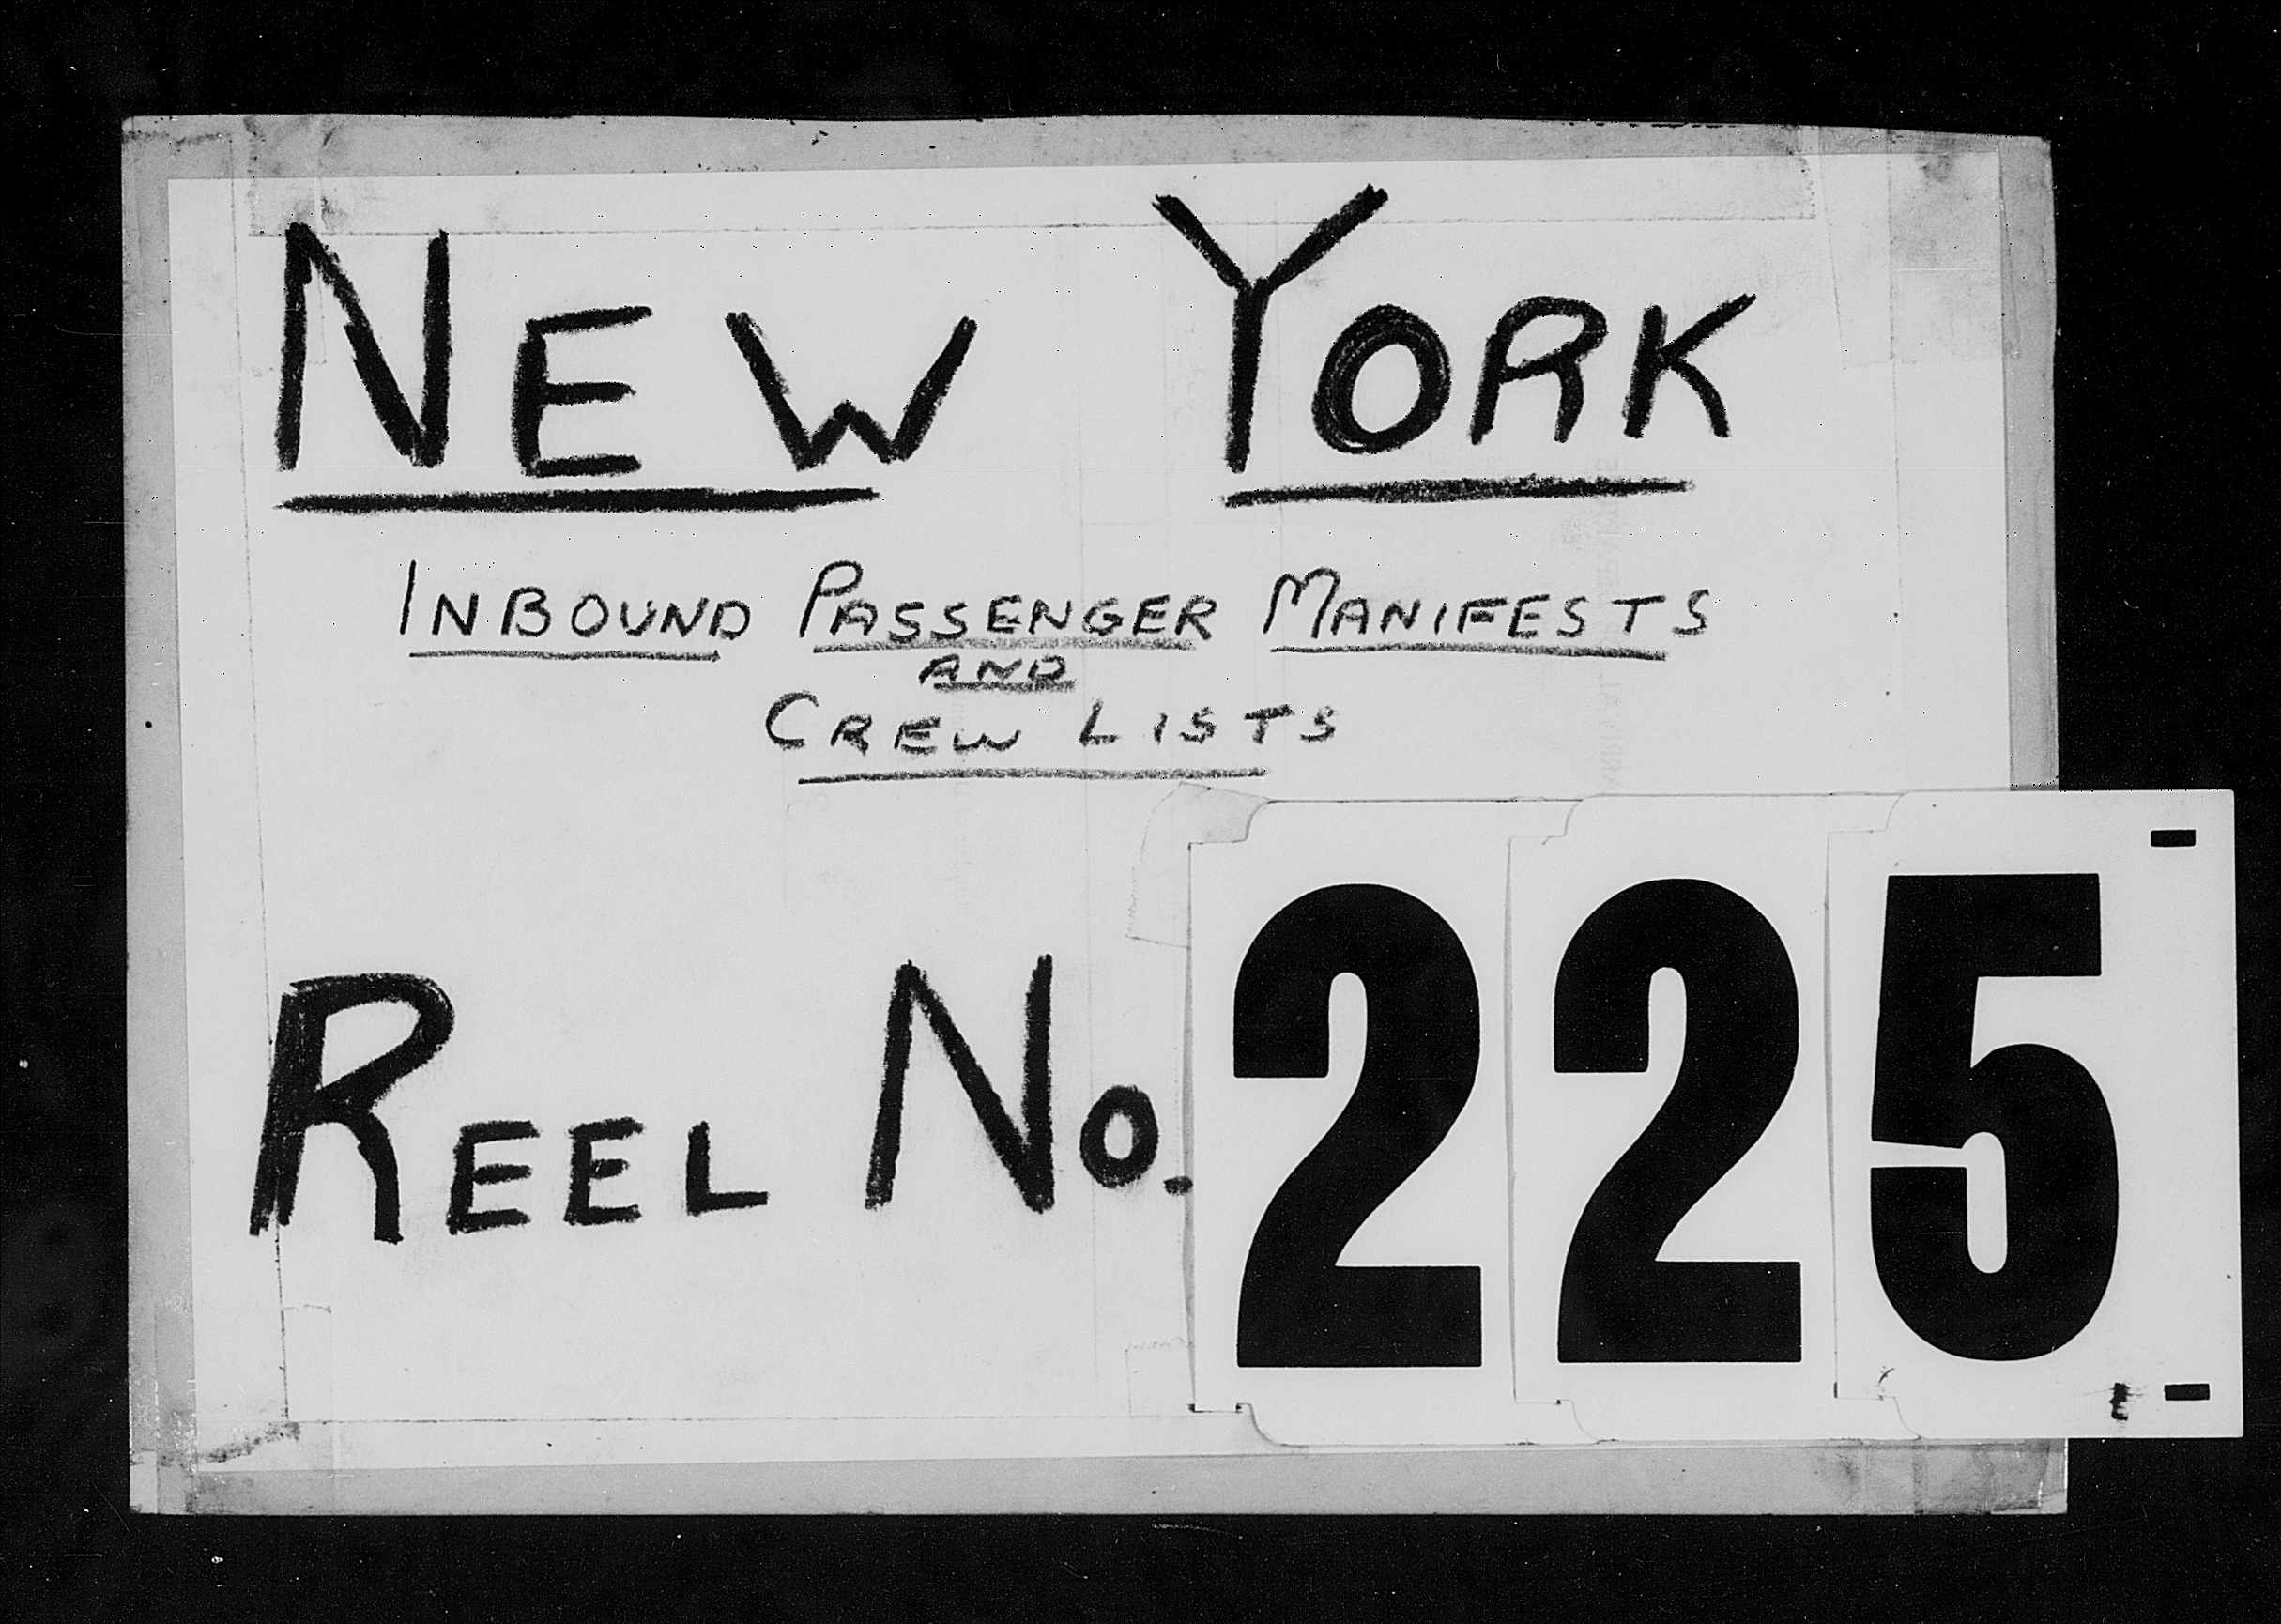 NEW YORK
INBOUND PASSENGER MANIFESTS
AND
CREW LISTS
REEL NO. 225